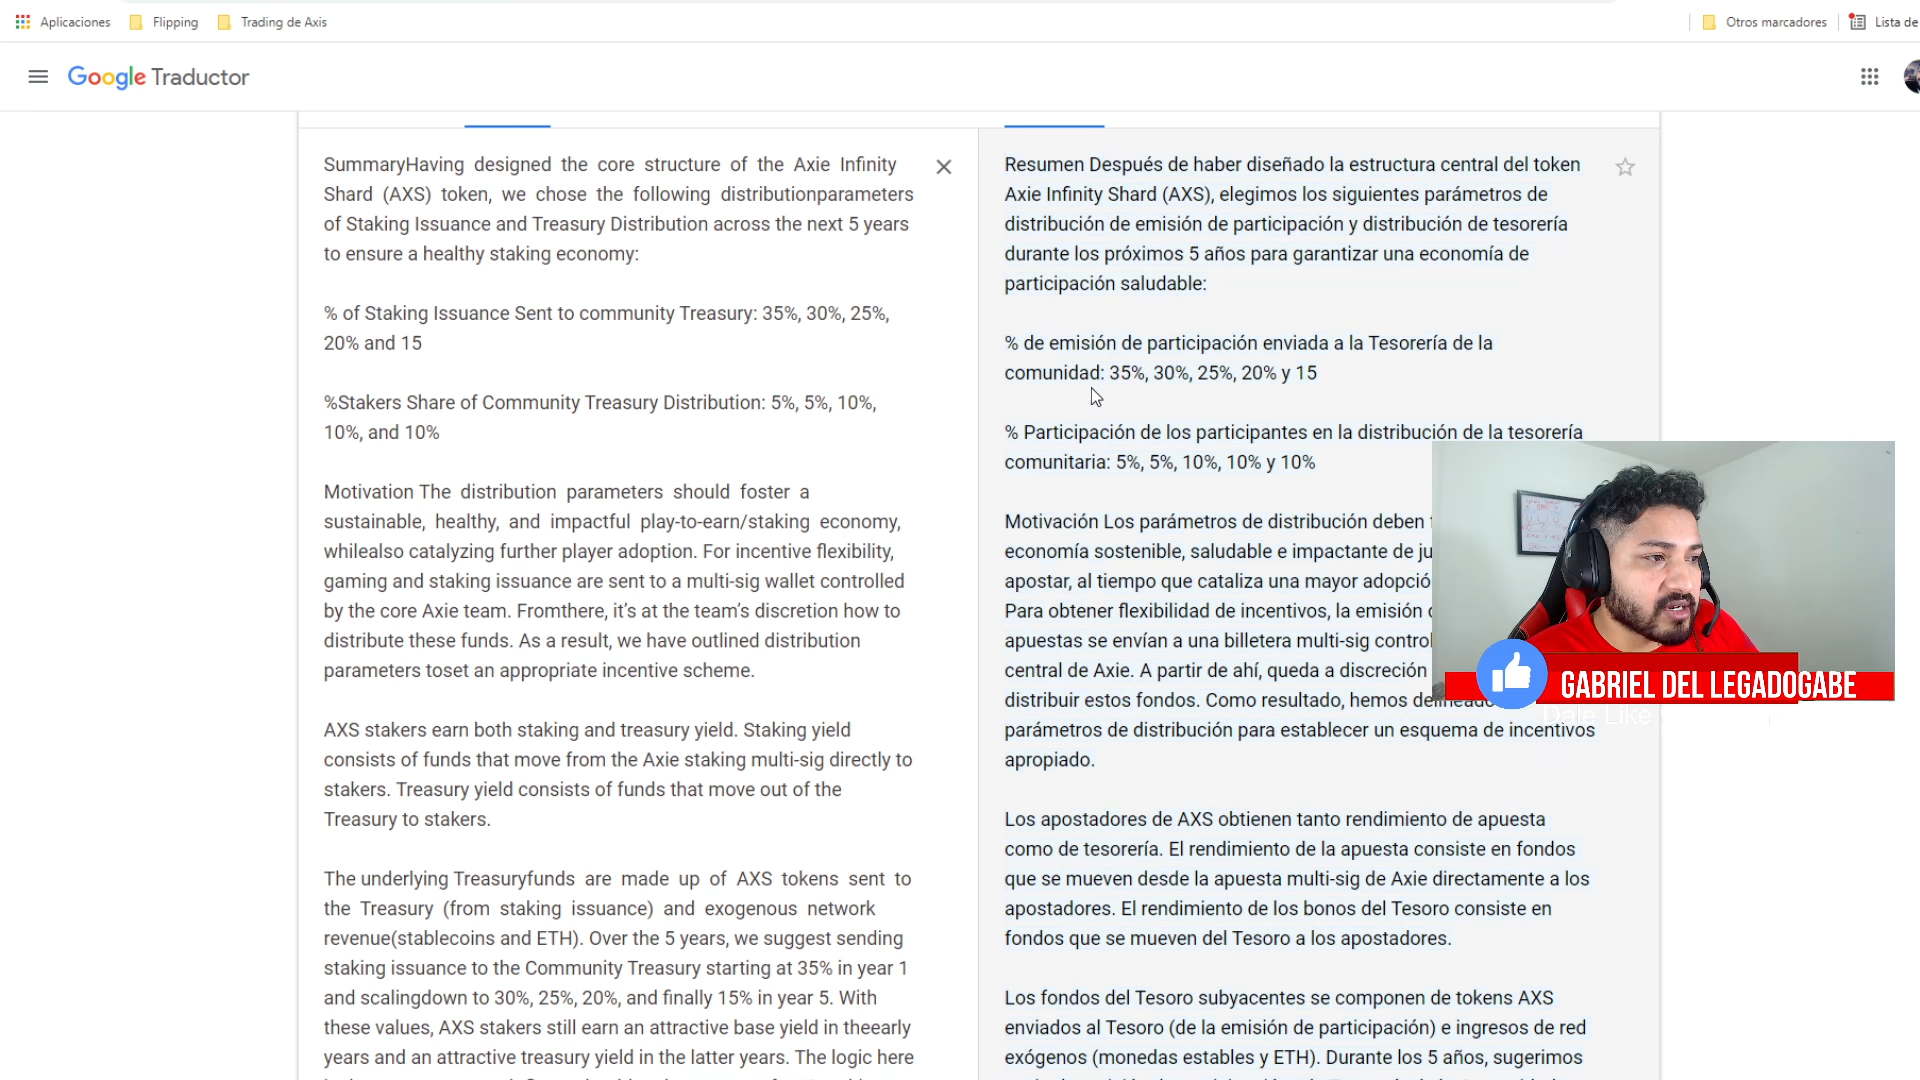 Aplicaciones Flipping Trading de Axis Otros marcadores Lista de
Google Traductor
SummaryHaving designed the core structure of the Axie Infinity
Shard (AXS) token, we chose the following distributionparameters
of Staking Issuance and Treasury Distribution across the next 5 years
to ensure a healthy staking economy:
% of Staking Issuance Sent to community Treasury: 35%, 30%, 25%,
20% and 15
%Stakers Share of Community Treasury Distribution: 5%, 5%, 10%,
10%, and 10%
Motivation The distribution parameters should foster a
sustainable, healthy, and impactful play-to-earn/staking economy,
whilealso catalyzing further player adoption. For incentive flexibility,
gaming and staking issuance are sent to a multi-sig wallet controlled
by the core Axie team. Fromthere, it's at the team's discretion how to
distribute these funds. As a result, we have outlined distribution
parameters toset an appropriate incentive scheme.
AXS stakers earn both staking and treasury yield. Staking yield
consists of funds that move from the Axie staking multi-sig directly to
stakers. Treasury yield consists of funds that move out of the
Treasury to stakers.
The underlying Treasuryfunds are made up of AXS tokens sent to
the Treasury (from staking issuance) and exogenous network
revenue(stablecoins and ETH). Over the 5 years, we suggest sending
staking issuance to the Community Treasury starting at 35% in year 1
and scalingdown to 30%, 25%, 20%, and finally 15% in year 5. With
these values, AXS stakers still earn an attractive base yield in theearly
years and an attractive treasury yield in the latter years. The logic here
Resumen Después de haber diseñado la estructura central del token
Axie Infinity Shard (AXS), elegimos los siguientes parámetros de
distribución de emisión de participación y distribución de tesorería
durante los próximos 5 años para garantizar una economía de
participación saludable:
% de emisión de participación enviada a la Tesorería de la
comunidad: 35%, 30%, 25%, 20% y 15
% Participación de los participantes en la distribución de la tesorería
comunitaria: 5%, 5%, 10%, 10% y 10%
Motivación Los parámetros de distribución deben
economía sostenible, saludable e impactante de
apostar, al tiempo que cataliza una mayor
Para obtener flexibilidad de incentivos, la emisión
apuestas se envían a una billetera multi-sig
central de Axie. A partir de ahí, queda a discreción
distribuir estos fondos. Como resultado, hemos
parámetros de distribución para establecer un esquema de incentivos
apropiado.
Los apostadores de AXS obtienen tanto rendimiento de apuesta
como de tesorería. El rendimiento de la apuesta consiste en fondos
que se mueven desde la apuesta multi-sig de Axie directamente a los
apostadores. El rendimiento de los bonos del Tesoro consiste en
fondos que se mueven del Tesoro a los apostadores.
Los fondos del Tesoro subyacentes se componen de tokens AXS
enviados al Tesoro (de la emisión de participación) e ingresos de red
exógenos (monedas estables y ETH). Durante los 5 años, sugerimos
GABRIEL DEL LEGADOGABE
Dale Like